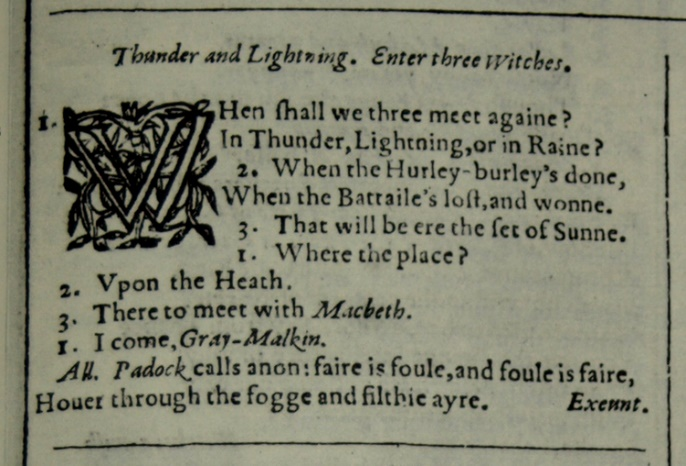 Thunder and Lightning. Enter three Witches.
1. WHen ſhall we three meet againe?
In Thunder, Lightning, or in Raine?
2. When the Hurley-burley's done,
When the Battaile's loſt, and wonne.
3. That will be ere the ſet of Sunne.
1. Where the place?
2. Vpon the Heath.
3. There to meet with Macbeth.
1. I come, Gray-Malkin.
All. Padock calls anon: faire is foule, and foule is faire,
Houer through the fogge and filthie ayre. Exeunt.